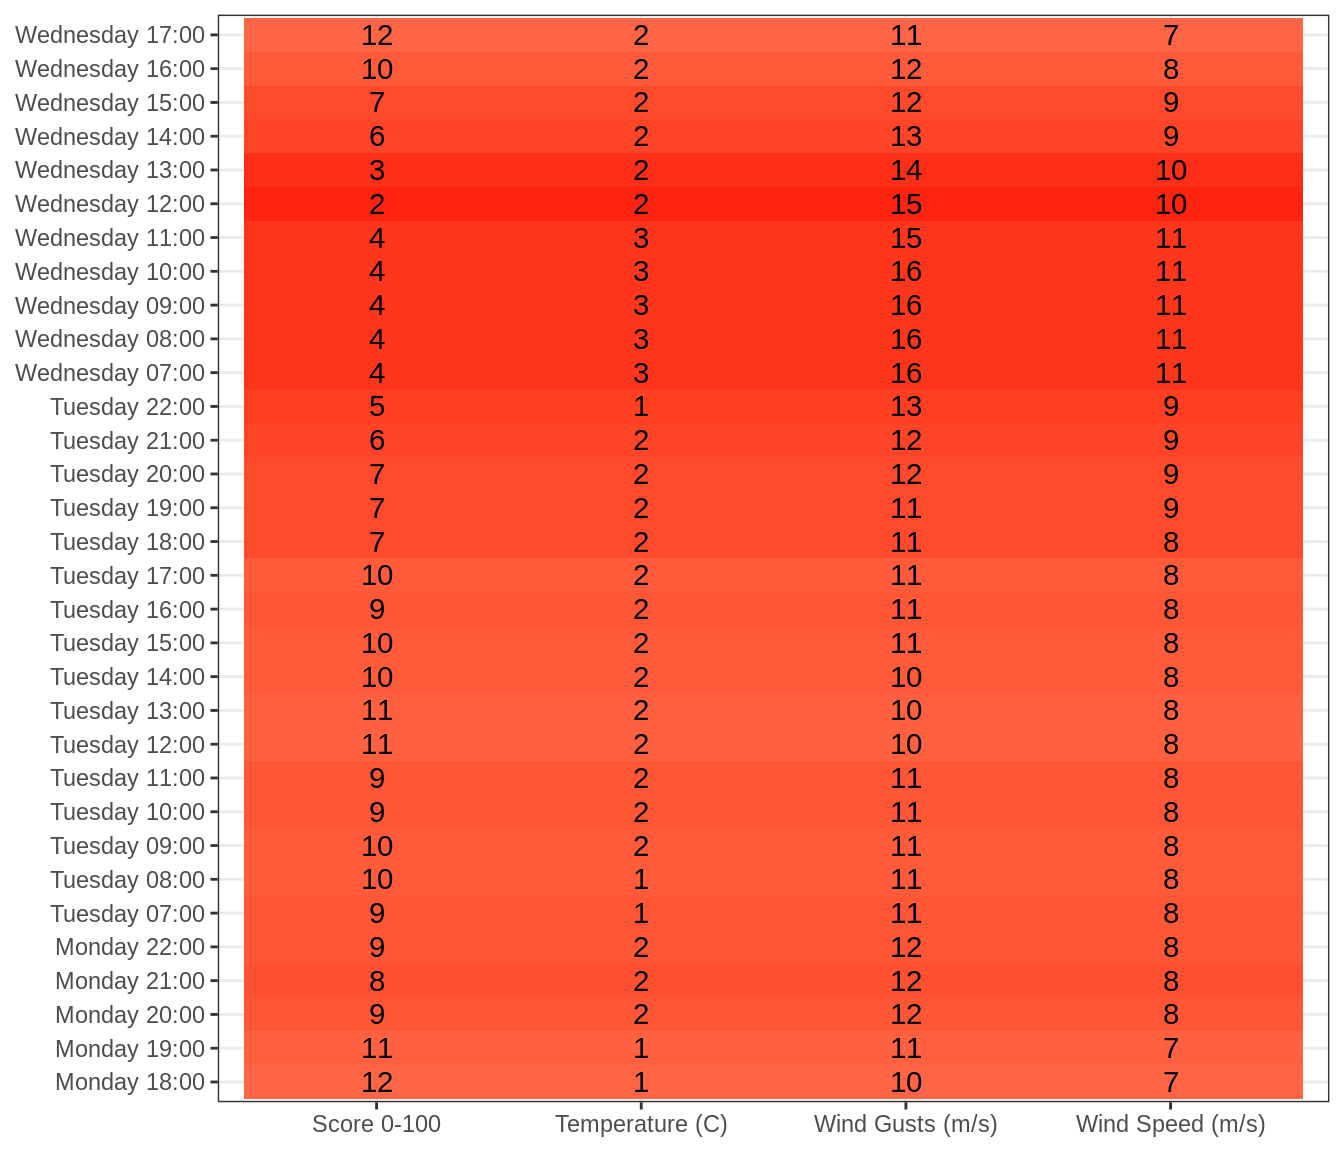 Wednesday 17:00 12 2 11 7
Wednesday 16:00 10 2 12 8
Wednesday 15:00 7 2 12 9
Wednesday 14:00 6 2 13 9
Wednesday 13:00 3 2 14 10
Wednesday 12:00 2 2 15 10
Wednesday 11:00 4 3 15 11
Wednesday 10:00 4 3 16 11
Wednesday 09:00 4 3 16 11
Wednesday 08:00 4 3 16 11
Wednesday 07:00 4 3 16 11
Tuesday 22:00 5 1 13 9
Tuesday 21:00 6 2 12 9
Tuesday 20:00 7 2 12 9
Tuesday 19:00 7 2 11 9
Tuesday 18:00 7 2 11 8
Tuesday 17:00 10 2 11 8
Tuesday 16:00 9 2 11 8
Tuesday 15:00 10 2 11 8
Tuesday 14:00 10 2 10 8
Tuesday 13:00 11 2 10 8
Tuesday 12:00 11 2 10 8
Tuesday 11:00 9 2 11 8
Tuesday 10:00 9 2 11 8
Tuesday 09:00 10 2 11 8
Tuesday 08:00 10 1 11 8
Tuesday 07:00 9 1 11 8
Monday 22:00 9 2 12 8
Monday 21:00 8 2 12 8
Monday 20:00 9 2 12 8
Monday 19:00 11 1 11 7
Monday 18:00 12 1 10 7
Score 0-100 Temperature (C) Wind Gusts (m/s) Wind Speed (m/s)